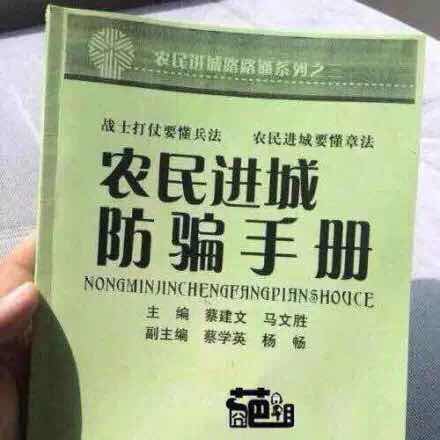 农民进城路路通系列之一
战士打仗要懂兵法　农民进城要懂章法
农民进城
防骗手册
NONGMINJINCHENGFANGPIANSHOUCE
主 编 蔡建文 马文胜
副主编 蔡学英 杨 畅